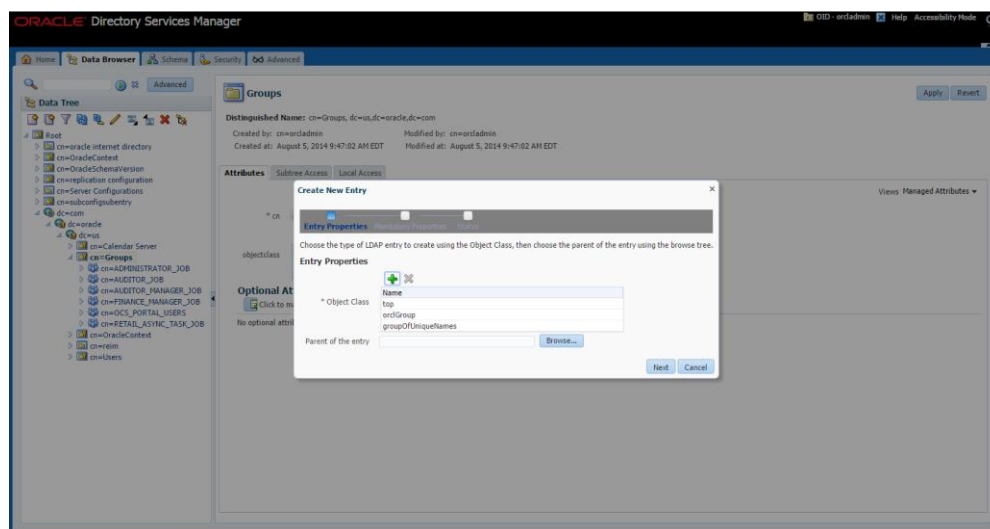 ORACLE Directory Services Manager
OID - orcladmin Help Accessibility Mode
Home Data Browser Schema Security Advanced
Advanced
Data Tree
Root
cn=oracle internet directory
cn=OracleContext
cn=OracleSchemaVersion
cn=replication configuration
cn=Server Configurations
cn=subconfigsubentry
dc=com
dc=oracle
dc=us
cn=Calendar Server
cn=Groups
cn=ADMINISTRATOR_JOB
cn=AUDITOR_JOB
cn=AUDITOR_MANAGER_JOB
cn=FINANCE_MANAGER_JOB
cn=OCS_PORTAL_USERS
cn=RETAIL_ASYNC_TASK_JOB
cn=OracleContext
cn=reim
cn=Users
Groups
Apply Revert
Distinguished Name: cn=Groups, dc=us,dc=oracle,dc=com
Created by: cn=orcladmin Modified by: cn=orcladmin
Created at: August 5, 2014 9:47:02 AM EDT Modified at: August 5, 2014 9:47:02 AM EDT
Attributes Subtree Access Local Access
Views Managed Attributes
* cn
objectclass
Optional At
Click to m
No optional attri
Create New Entry
Entry Properties Mandatory Properties Status
Choose the type of LDAP entry to create using the Object Class, then choose the parent of the entry using the browse tree.
Entry Properties
* Object Class
Name
top
orclGroup
groupOfUniqueNames
Parent of the entry Browse...
Next Cancel